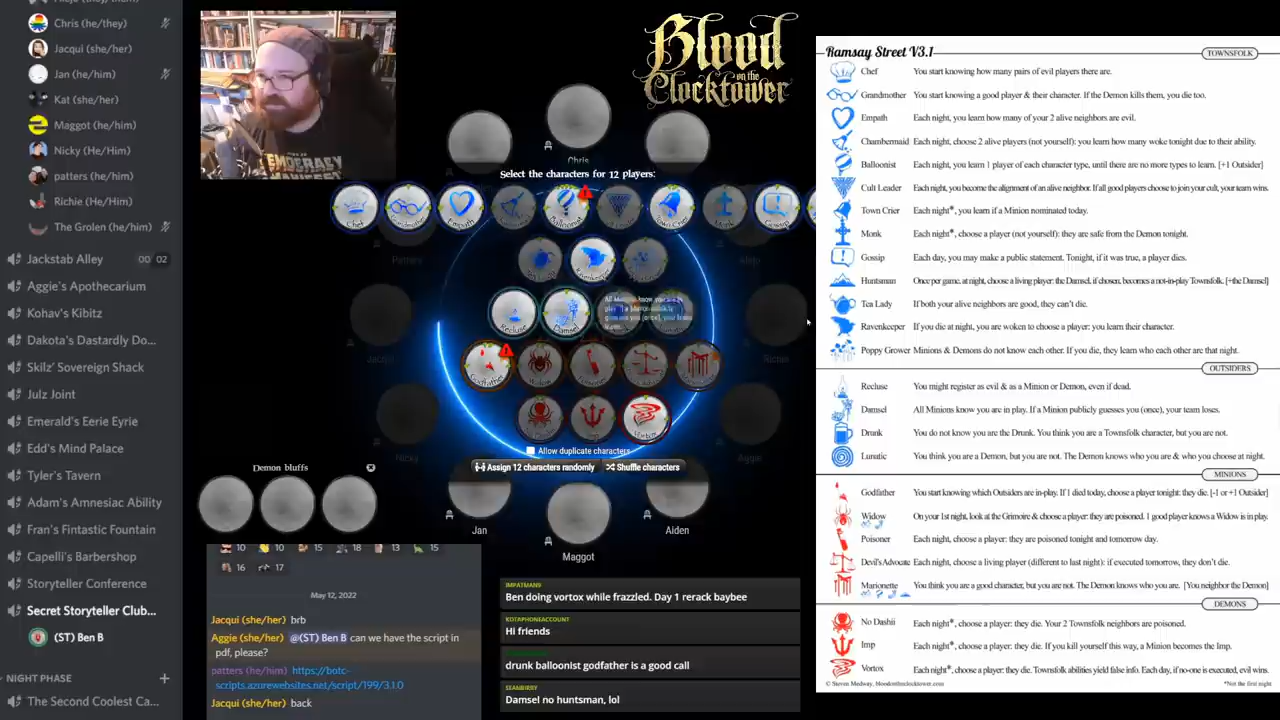 Chris (he/they)
Jacqui (she/her)
Jan (he/him)
/her)
Maggot (he/him)
Nicky (He/Him)
patters (he/him)
Richie (he/him)
The Scarlet... (he/him)
Jackstab Alley
00 02
Aggie's Apothecarium
Kohav's Kiln
Dakota's Dastardly Do...
Skilz' Foreign Shack
Julz Joint
Emerald's Eerie Eyrie
Edd's Mind Palace
Tyler's Tavern
Adam's Amnesiac Ability
Fran's Fintastic Fountain
Capelli's Barbershop
Storyteller Conference
Secret Storyteller Club...
(ST) Ben B
NIGHT PHASE
The Secret Violest Ca...
Blood
on the
Clocktower
Chris
Select the characters for 12 players:
Chef
Empath
Gossip
Recluse
Damsel
Vortox
Nicky
Aggie
Richie
Allow duplicate characters
Assign 12 characters randomly
Shuffle characters
Demon bluffs
Jan
Maggot
Aiden
10 10 15 18 13 15
16 17
May 12, 2022
Jacqui (she/her) brb
Aggie (she/her) @(ST) Ben B can we have the script in
pdf, please?
patters (he/him) https://botc-
scripts.azurewebsites.net/script/199/3.1.0
Jacqui (she/her) back
IMPATMAN9
Ben doing vortox while frazzled. Day 1 rerack baybee
KOTAPHONEACCOUNT
Hi friends
drunk balloonist godfather is a good call
SEANBIRRY
Damsel no huntsman, lol
Ramsay Street V3.1
TOWNSFOLK
Chef You start knowing how many pairs of evil players there are.
Grandmother You start knowing a good player & their character. If the Demon kills them, you die too.
Empath Each night, you learn how many of your 2 alive neighbors are evil.
Chambermaid Each night, choose 2 alive players (not yourself): you learn how many woke tonight due to their ability.
Balloonist Each night, you learn 1 player of each character type, until there are no more types to learn. [+1 Outsider]
Cult Leader Each night, you become the alignment of an alive neighbor. If all good players choose to join your cult, your team wins.
Town Crier Each night*, you learn if a Minion nominated today.
Monk Each night*, choose a player (not yourself): they are safe from the Demon tonight.
Gossip Each day, you may make a public statement. Tonight, if it was true, a player dies.
Huntsman Once per game, at night, choose a living player: the Damsel, if chosen, becomes a not-in-play Townsfolk. [+the Damsel]
Tea Lady If both your alive neighbors are good, they can't die.
Ravenkeeper If you die at night, you are woken to choose a player: you learn their character.
Poppy Grower Minions & Demons do not know each other. If you die, they learn who each other are that night.
OUTSIDERS
Recluse You might register as evil & as a Minion or Demon, even if dead.
Damsel All Minions know you are in play. If a Minion publicly guesses you (once), your team loses.
Drunk You do not know you are the Drunk. You think you are a Townsfolk character, but you are not.
Lunatic You think you are a Demon, but you are not. The Demon knows who you are & who you choose at night.
MINIONS
Godfather You start knowing which Outsiders are in-play. If 1 died today, choose a player tonight: they die. [-1 or +1 Outsider]
Widow On your 1st night, look at the Grimoire & choose a player: they are poisoned. 1 good player knows a Widow is in play.
Poisoner Each night, choose a player: they are poisoned tonight and tomorrow day.
Devil's Advocate Each night, choose a living player (different to last night): if executed tomorrow, they don't die.
Marionette You think you are a good character, but you are not. The Demon knows who you are. [You neighbor the Demon]
DEMONS
No Dashii Each night*, choose a player: they die. Your 2 Townsfolk neighbors are poisoned.
Imp Each night*, choose a player: they die. If you kill yourself this way, a Minion becomes the Imp.
Vortox Each night*, choose a player: they die. Townsfolk abilities yield false info. Each day, if no-one is executed, evil wins.
© Steven Medway, bloodontheclocktower.com
*Not the first night